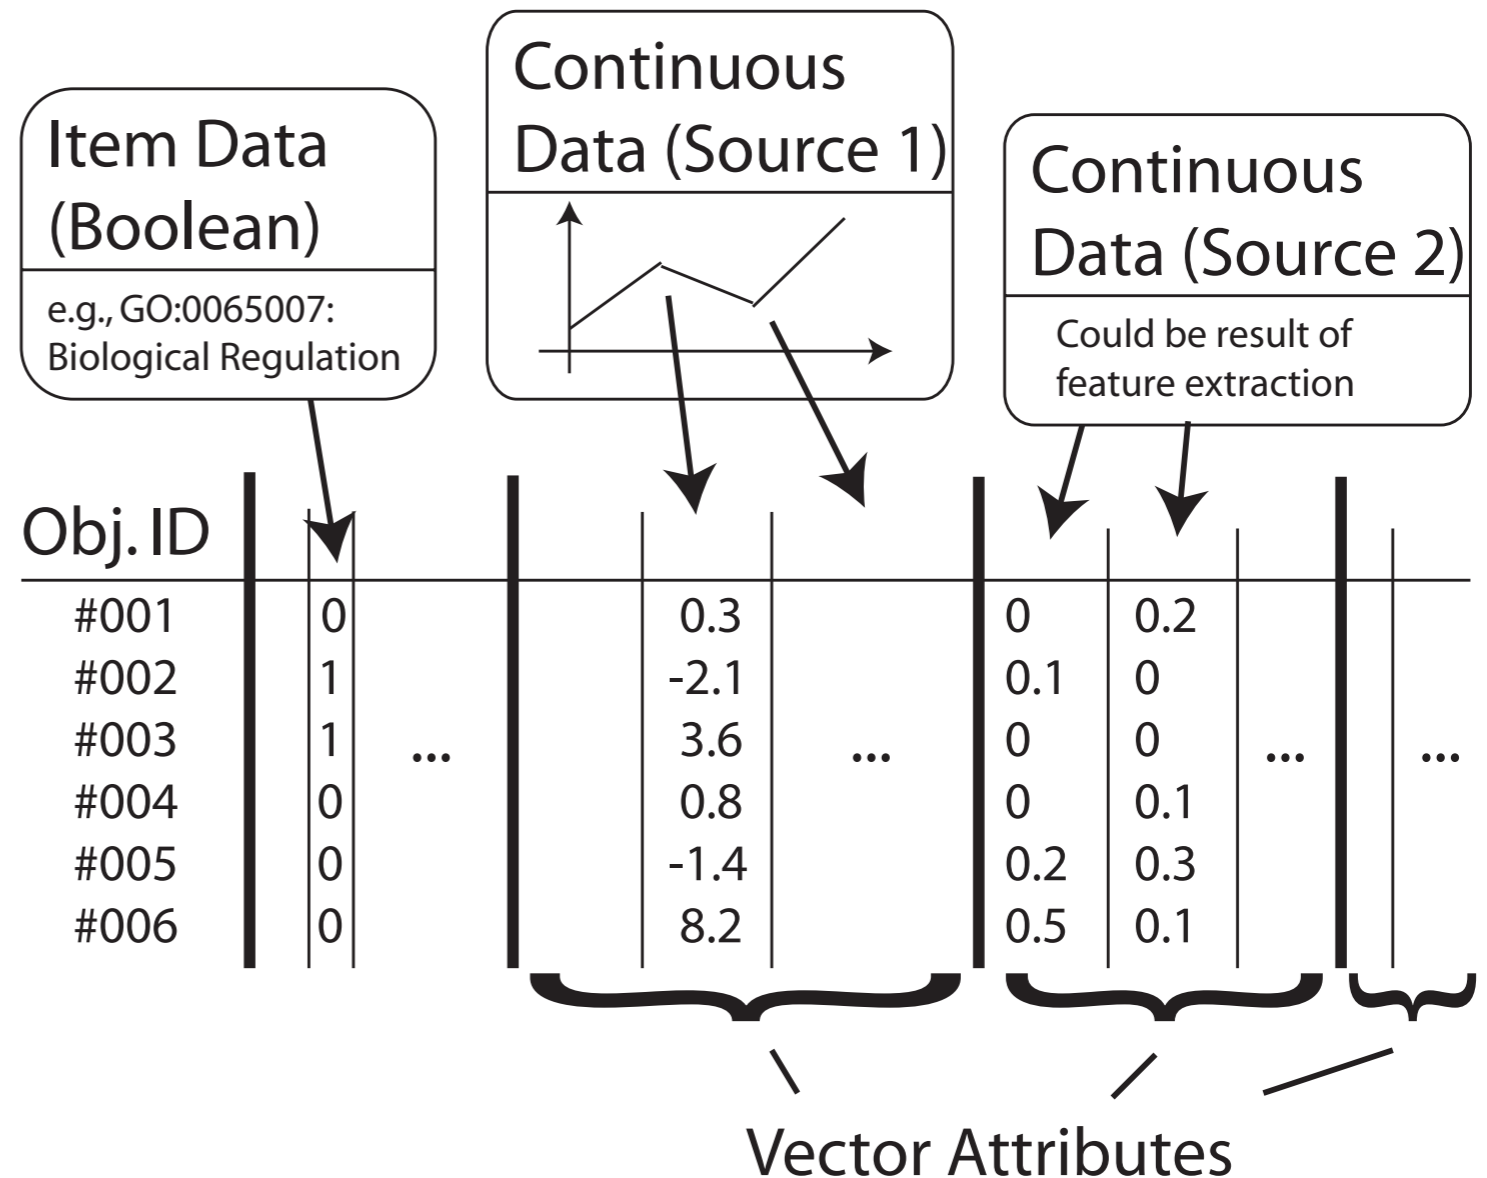 Item Data
(Boolean)
e.g., GO:0065007:
Biological Regulation
Continuous
Data (Source 1)
Continuous
Data (Source 2)
Could be result of
feature extraction
Obj. ID
#001 0 0.3 0 0.2
#002 1 -2.1 0.1 0
#003 1 ... 3.6 ... 0 0 ... ...
#004 0 0.8 0 0.1
#005 0 -1.4 0.2 0.3
#006 0 8.2 0.5 0.1
Vector Attributes